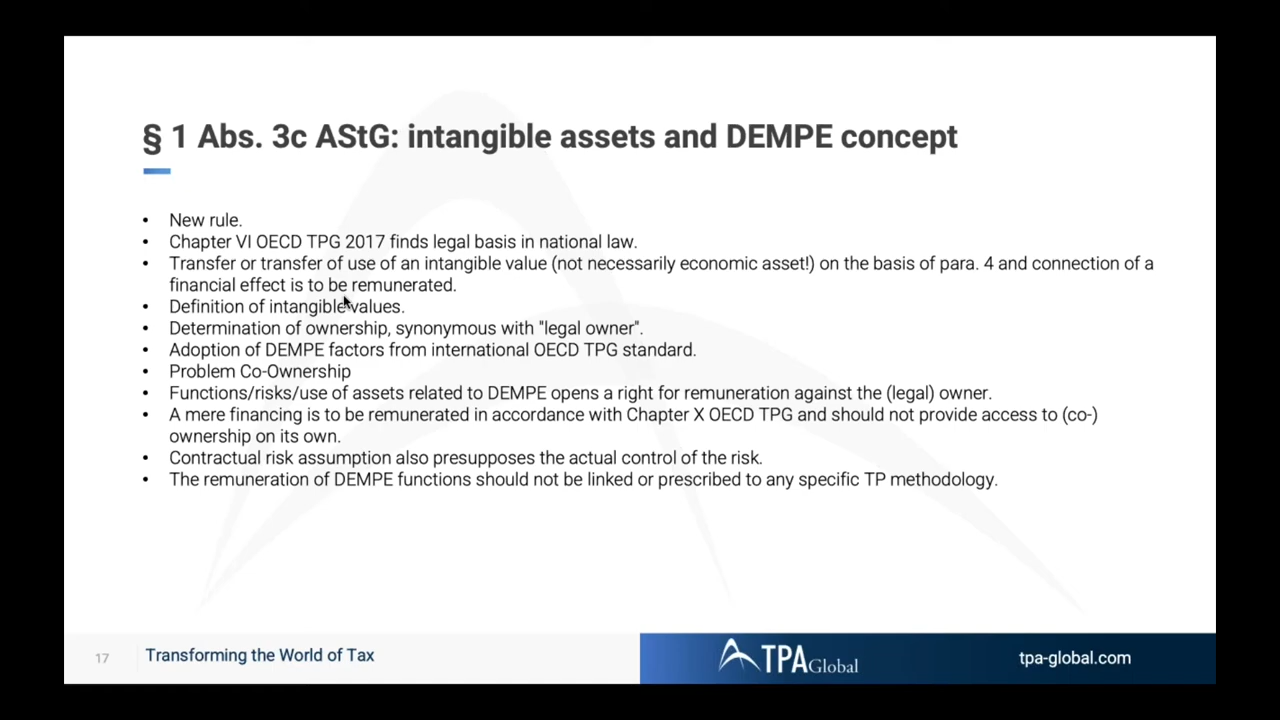 § 1 Abs. 3c AStG: intangible assets and DEMPE concept
• New rule.
• Chapter VI OECD TPG 2017 finds legal basis in national law.
• Transfer or transfer of use of an intangible value (not necessarily economic asset!) on the basis of para. 4 and connection of a
financial effect is to be remunerated.
• Definition of intangible values.
• Determination of ownership, synonymous with "legal owner".
• Adoption of DEMPE factors from international OECD TPG standard.
• Problem Co-Ownership
• Functions/risks/use of assets related to DEMPE opens a right for remuneration against the (legal) owner.
• A mere financing is to be remunerated in accordance with Chapter X OECD TPG and should not provide access to (co-)
ownership on its own.
• Contractual risk assumption also presupposes the actual control of the risk.
• The remuneration of DEMPE functions should not be linked or prescribed to any specific TP methodology.
17 Transforming the World of Tax
TPA Global
tpa-global.com